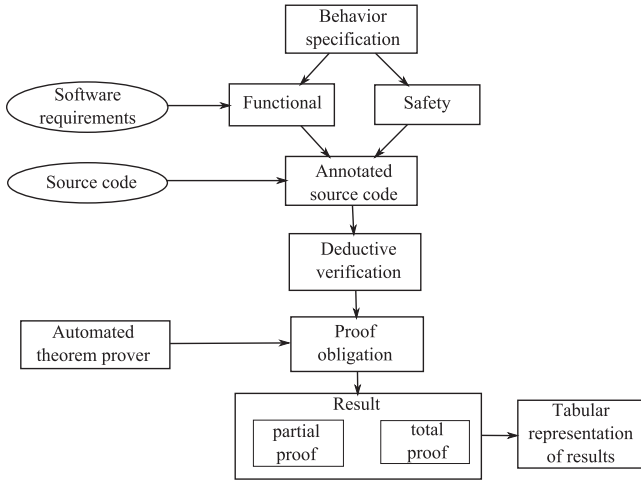 Behavior
specification
Software
requirements
Functional
Safety
Source code
Annotated
source code
Deductive
verification
Automated
theorem prover
Proof
obligation
Result
partial
proof
total
proof
Tabular
representation
of results